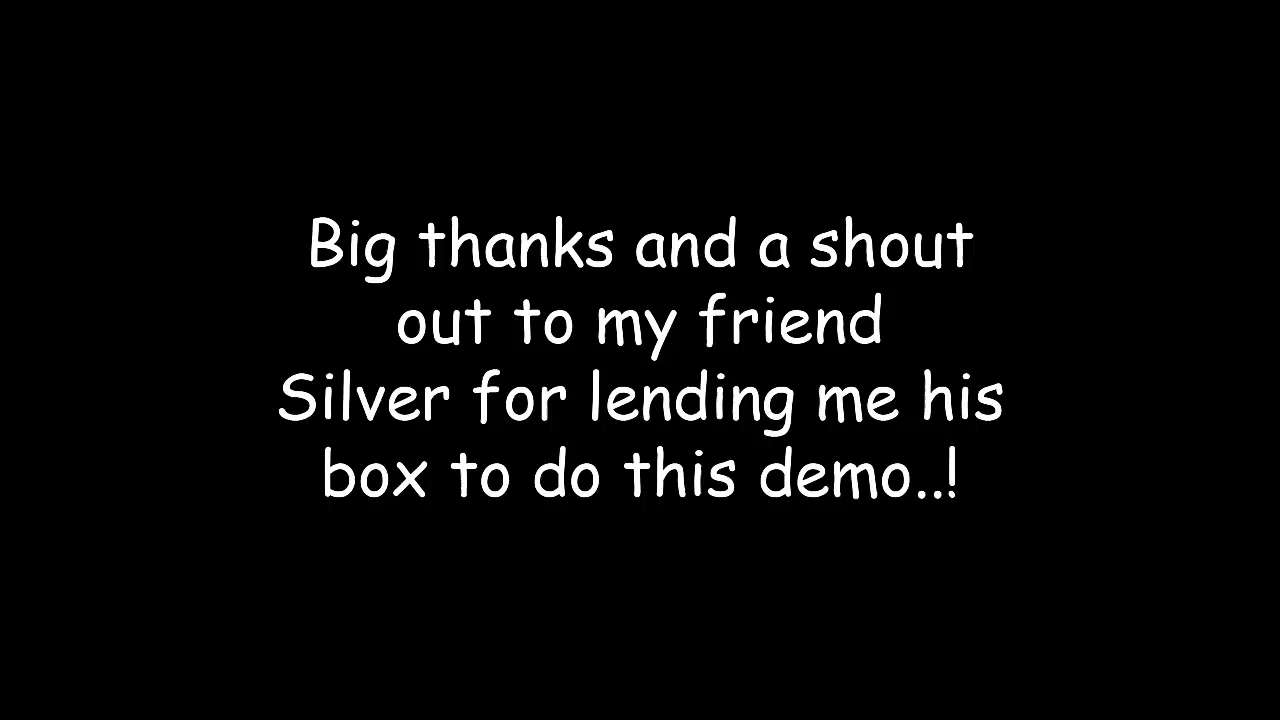 Big thanks and a shout
out to my friend
Silver for lending me his
box to do this demo..!